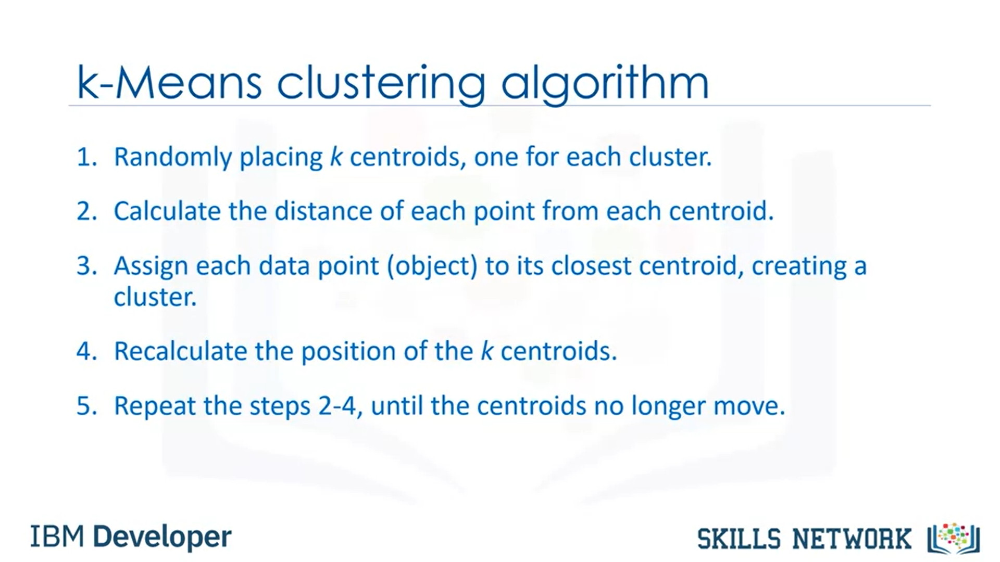 k-Means clustering algorithm
1. Randomly placing k centroids, one for each cluster.
2. Calculate the distance of each point from each centroid.
3. Assign each data point (object) to its closest centroid, creating a
cluster.
4. Recalculate the position of the k centroids.
5. Repeat the steps 2-4, until the centroids no longer move.
IBM Developer
SKILLS NETWORK